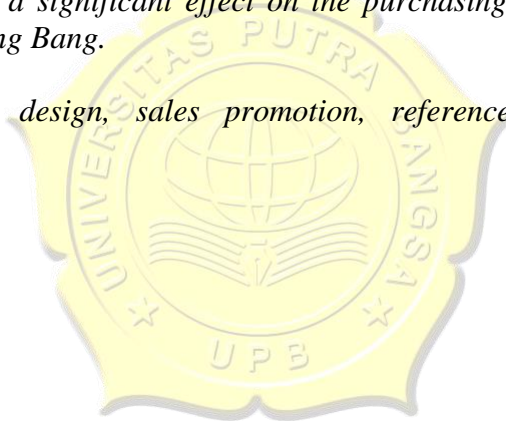 a significant effect on the purchasing
ng Bang.
design, sales promotion, reference
UNIVERSITAS PUTRA BANGSA
UPB